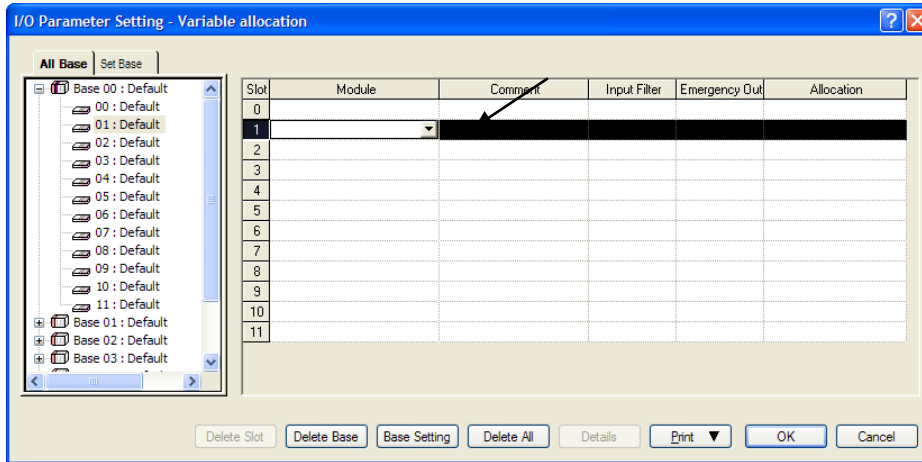 I/O Parameter Setting - Variable allocation
All Base Set Base
Base 00 : Default
00 : Default
01 : Default
02 : Default
03 : Default
04 : Default
05 : Default
06 : Default
07 : Default
08 : Default
09 : Default
10 : Default
11 : Default
Base 01 : Default
Base 02 : Default
Base 03 : Default
Slot Module Comment Input Filter Emergency Out Allocation
0
1
2
3
4
5
6
7
8
9
10
11
Delete Slot Delete Base Base Setting Delete All Details Print ▼ OK Cancel